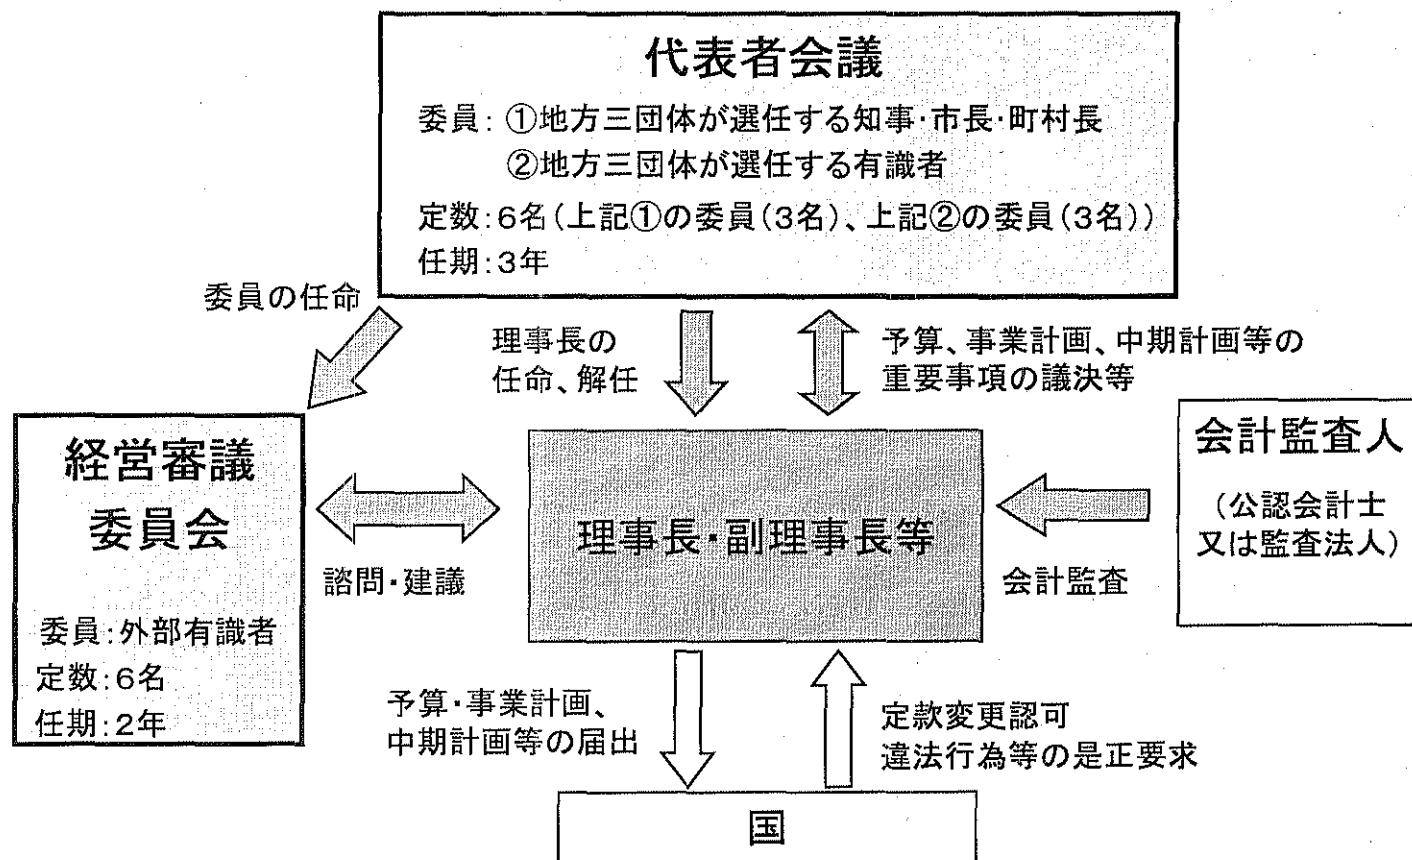 代表者会議
委員:①地方三団体が選任する知事・市長・町村長
②地方三団体が選任する有識者
定数:6名(上記①の委員(3名)、上記②の委員(3名))
任期:3年
委員の任命
理事長の
任命、解任
予算、事業計画、中期計画等の
重要事項の議決等
経営審議
委員会
委員:外部有識者
定数:6名
任期:2年
諮問・建議
理事長・副理事長等
会計監査人
(公認会計士
又は監査法人)
会計監査
予算・事業計画、
中期計画等の届出
定款変更認可
違法行為等の是正要求
国